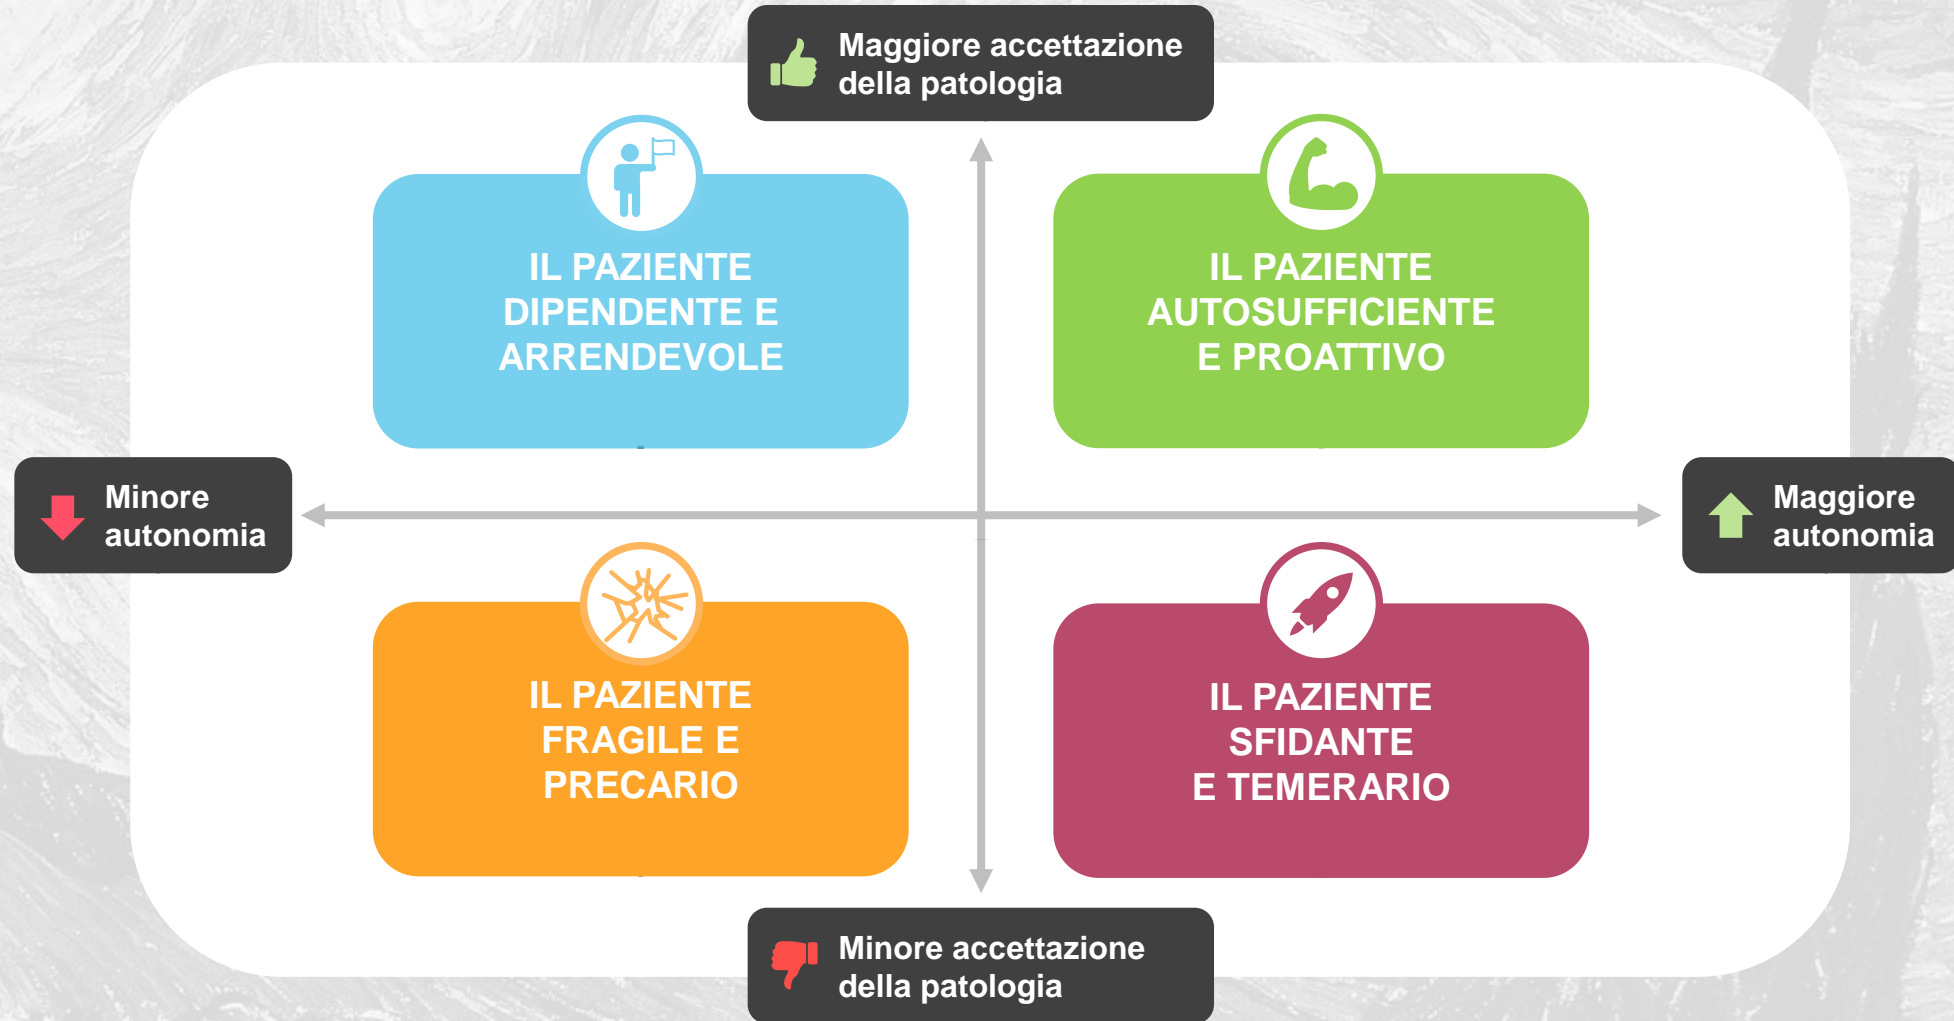 Maggiore accettazione
della patologia
IL PAZIENTE
DIPENDENTE E
ARRENDEVOLE
IL PAZIENTE
AUTOSUFFICIENTE
E PROATTIVO
Minore
autonomia
Maggiore
autonomia
IL PAZIENTE
FRAGILE E
PRECARIO
IL PAZIENTE
SFIDANTE
E TEMERARIO
Minore accettazione
della patologia